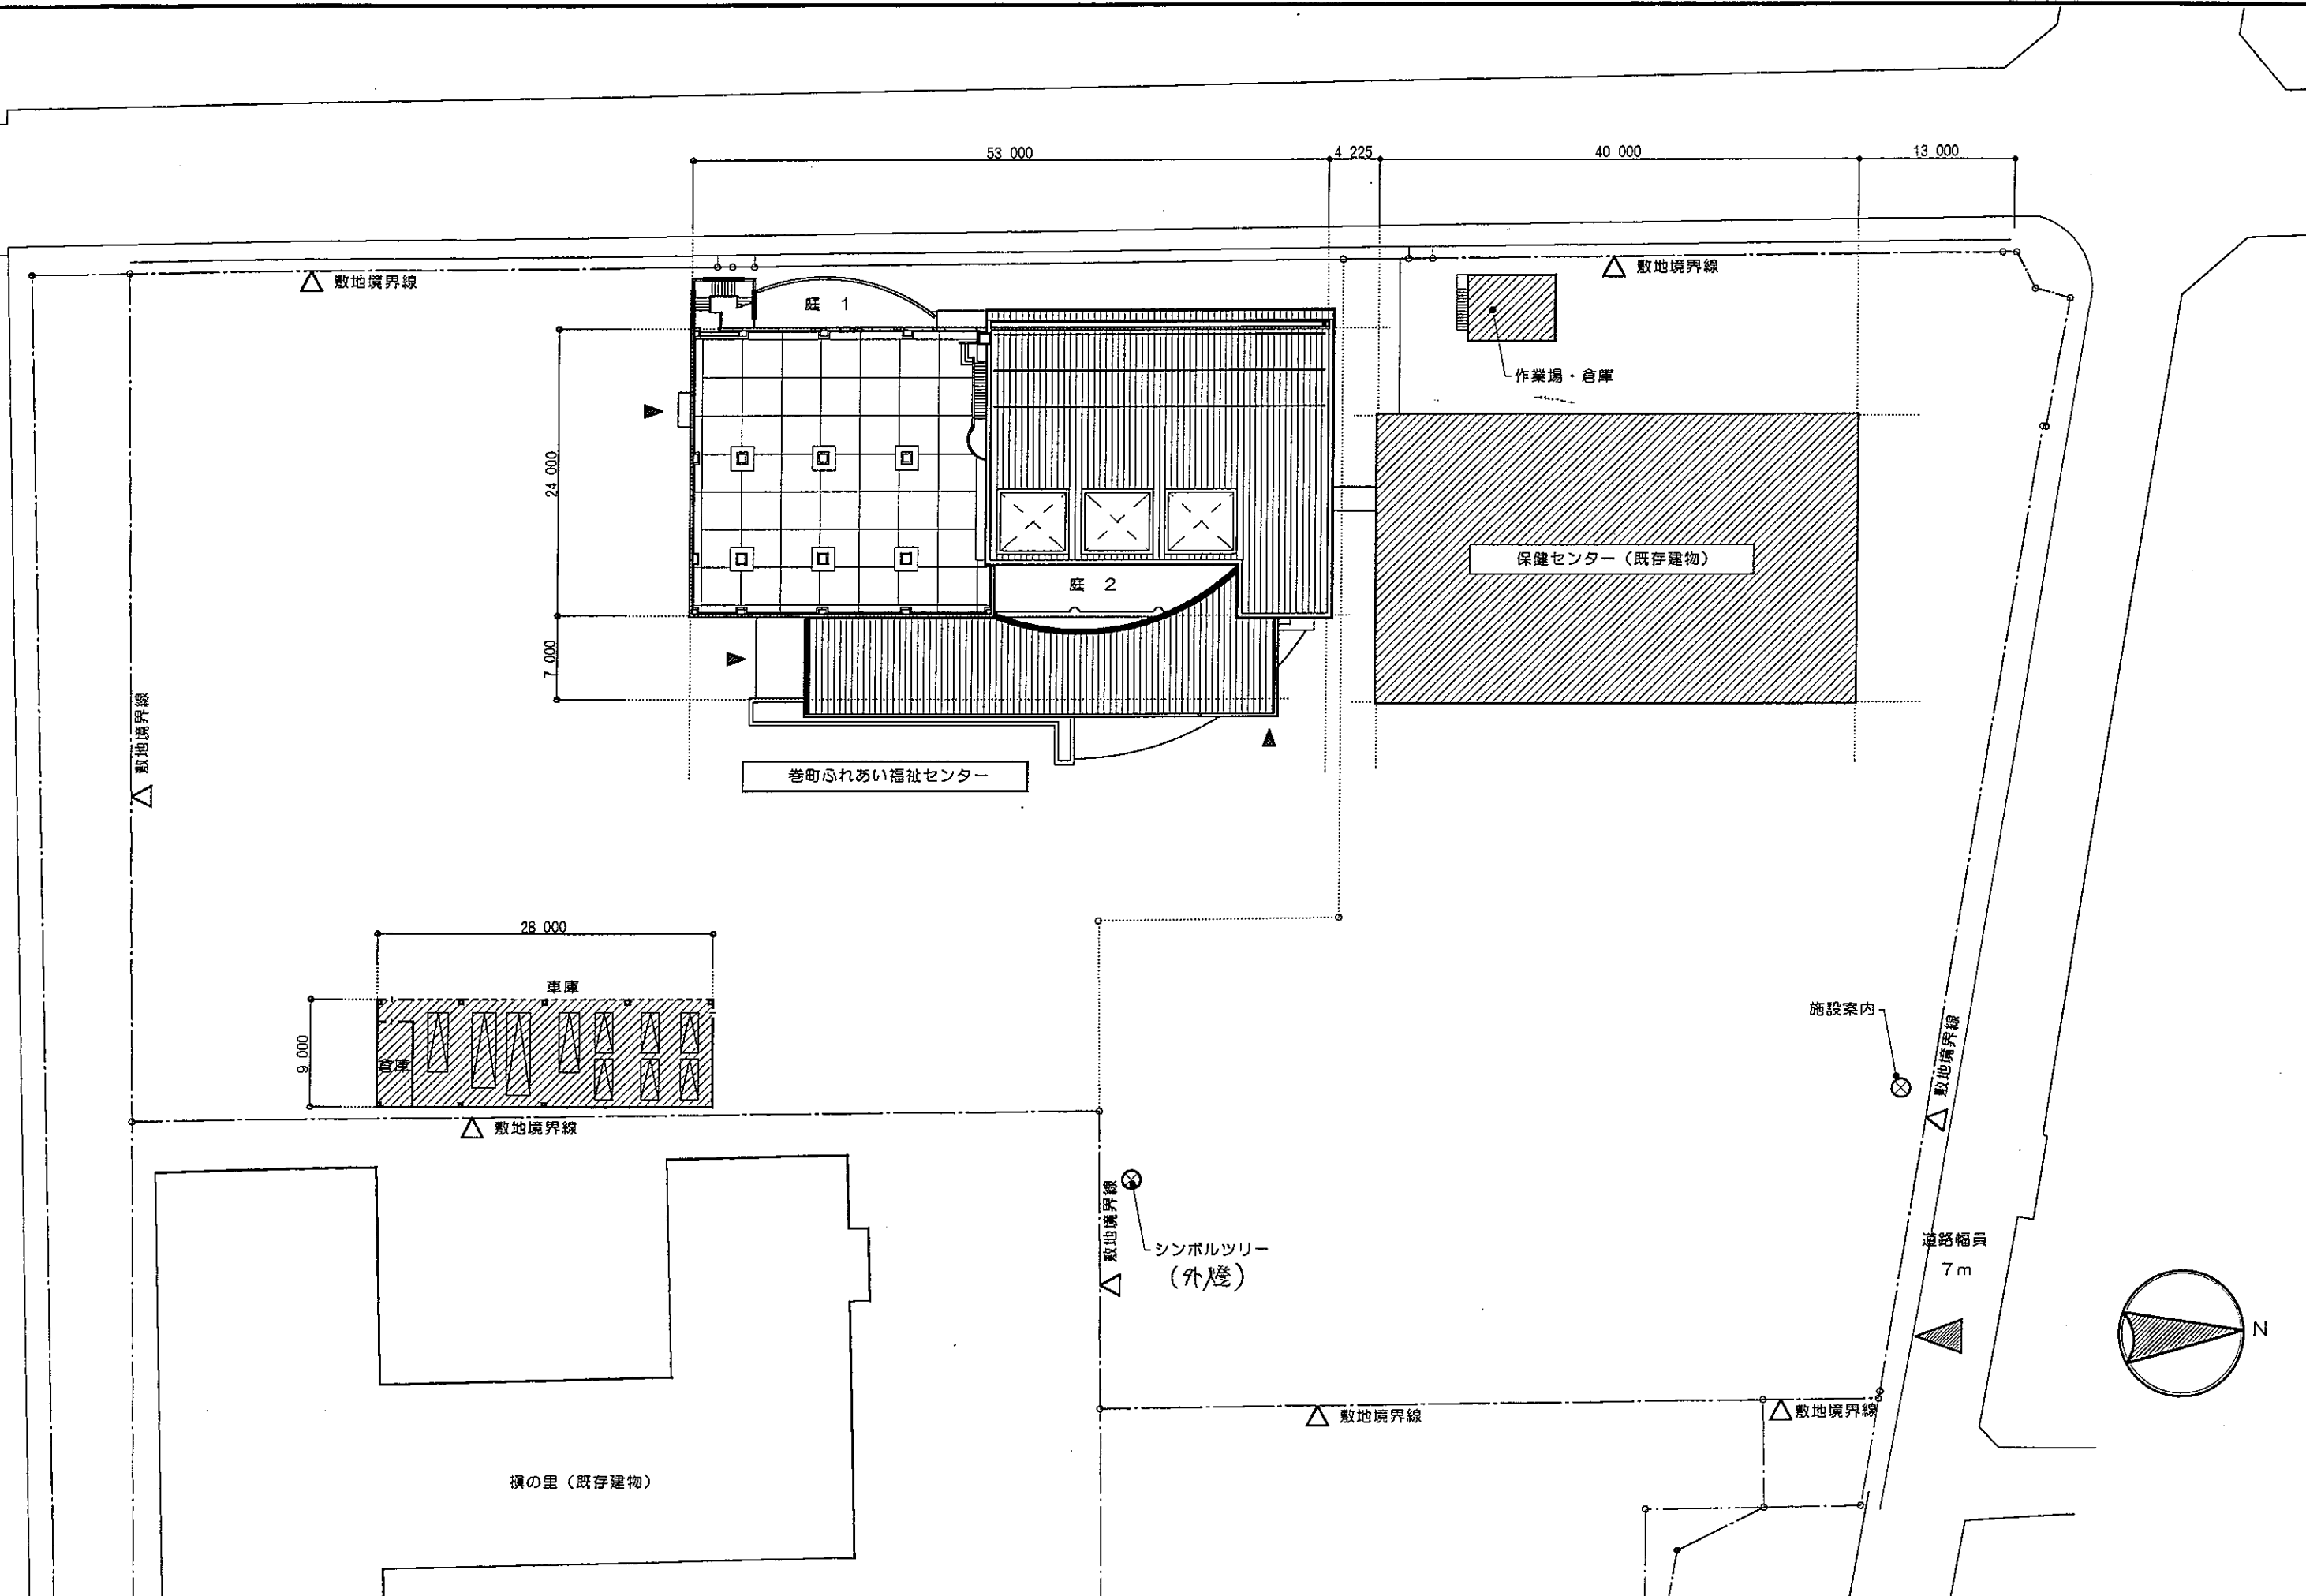 53 000
4 225
40 000
13 000
敷地境界線
敷地境界線
庭 1
作業場・倉庫
24 000
保健センター（既存建物）
庭 2
7 000
敷地境界線
巻町ふれあい福祉センター
28 000
車庫
9 000
倉庫
施設案内
敷地境界線
敷地境界線
敷地境界線
シンボルツリー
（外燈）
道路幅員
7m
N
敷地境界線
敷地境界線
槇の里（既存建物）